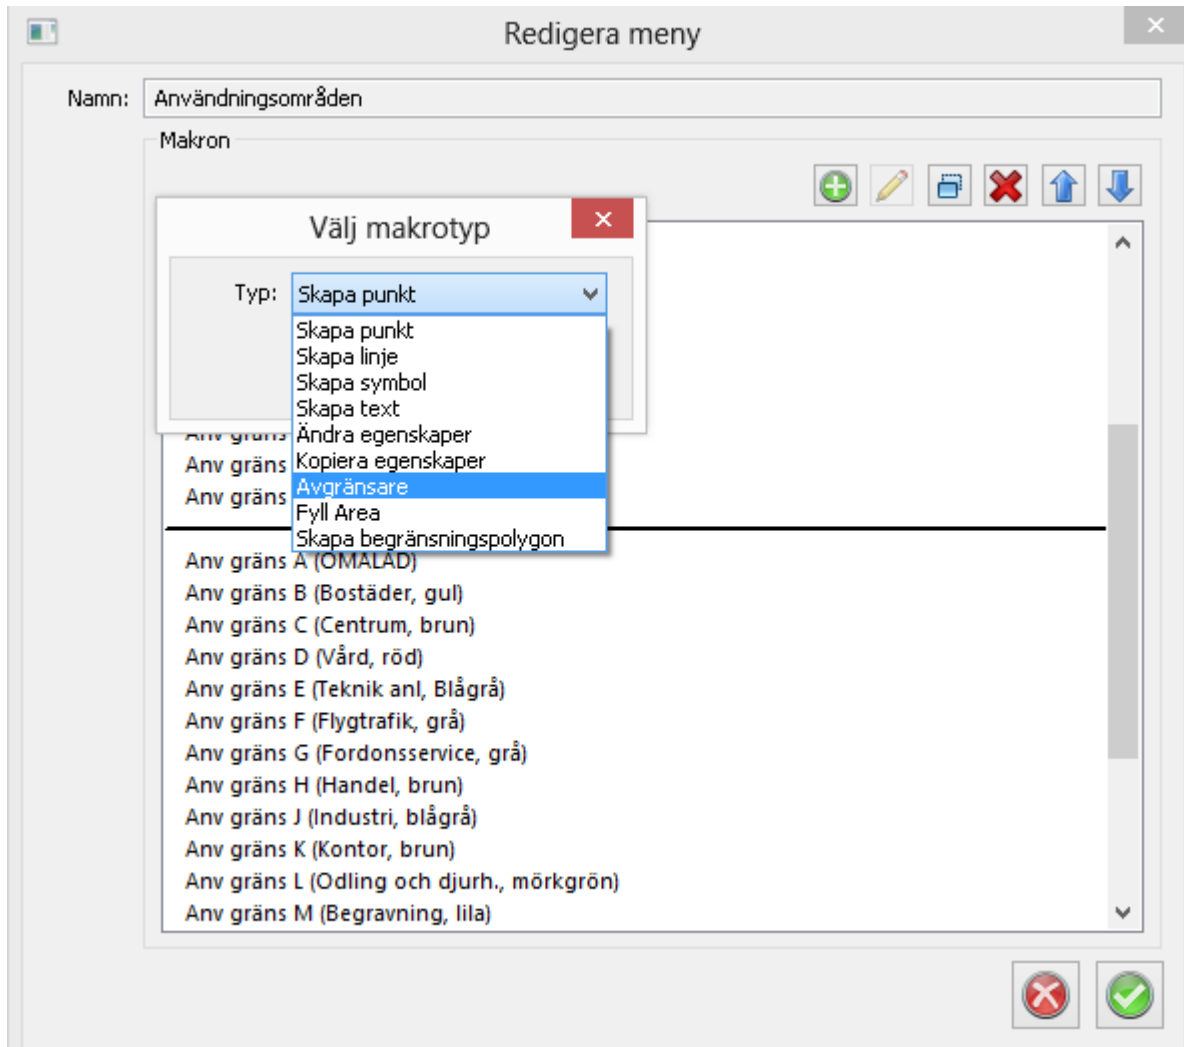 Redigera meny
Namn: Användningsområden
Makron
Välj makrotyp
Typ: Skapa punkt
Skapa punkt
Skapa linje
Skapa symbol
Skapa text
Ändra egenskaper
Kopiera egenskaper
Anv gräns
Avgränsare
Anv gräns
Fyll Area
Skapa begränsningspolygon
Anv gräns A (OMÅLAD)
Anv gräns B (Bostäder, gul)
Anv gräns C (Centrum, brun)
Anv gräns D (Vård, röd)
Anv gräns E (Teknik anl, Blågrå)
Anv gräns F (Flygtrafik, grå)
Anv gräns G (Fordonsservice, grå)
Anv gräns H (Handel, brun)
Anv gräns J (Industri, blågrå)
Anv gräns K (Kontor, brun)
Anv gräns L (Odling och djurh., mörkgrön)
Anv gräns M (Begravning, lila)